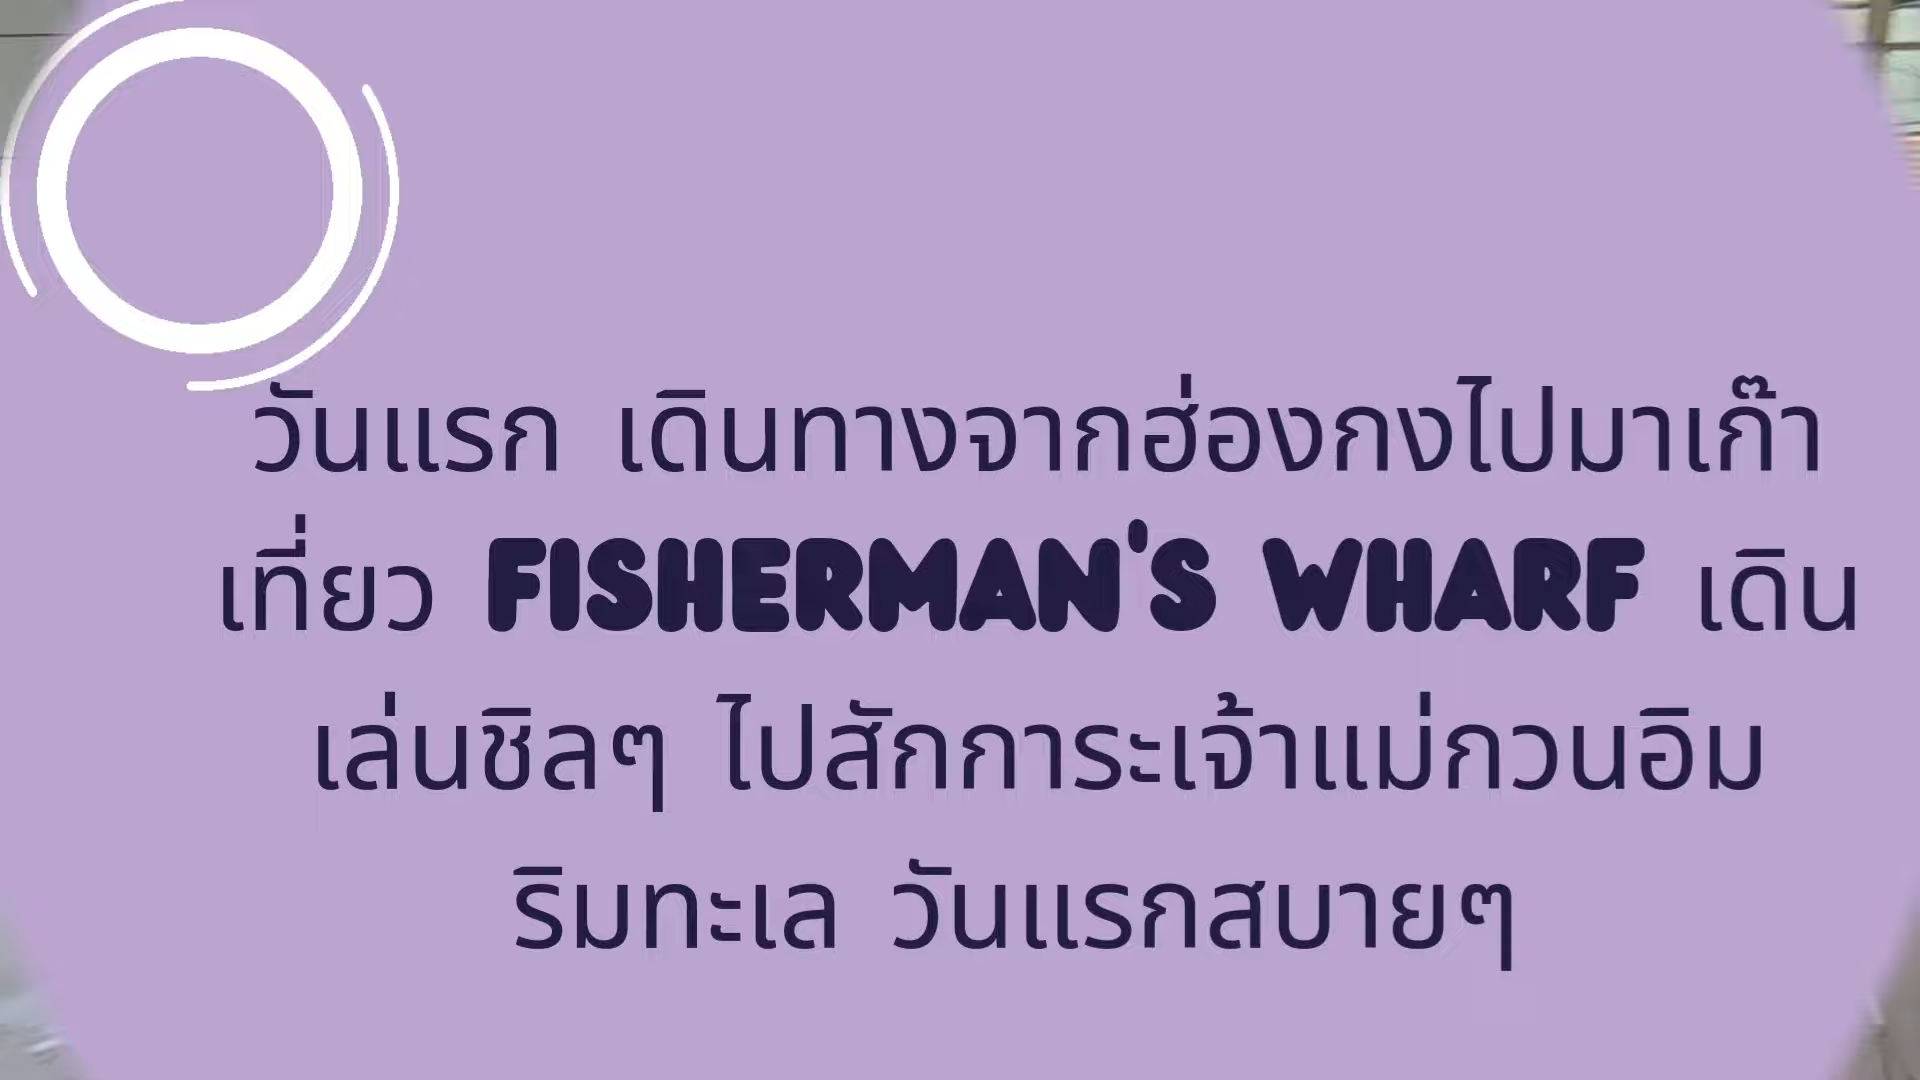 วันแรก เดินทางจากฮ่องกงไปมาเก๊า
เที่ยว FISHERMAN'S WHARF เดิน
เล่นชิลๆ ไปสักการะเจ้าแม่กวนอิม
ริมทะเล วันแรกสบายๆ